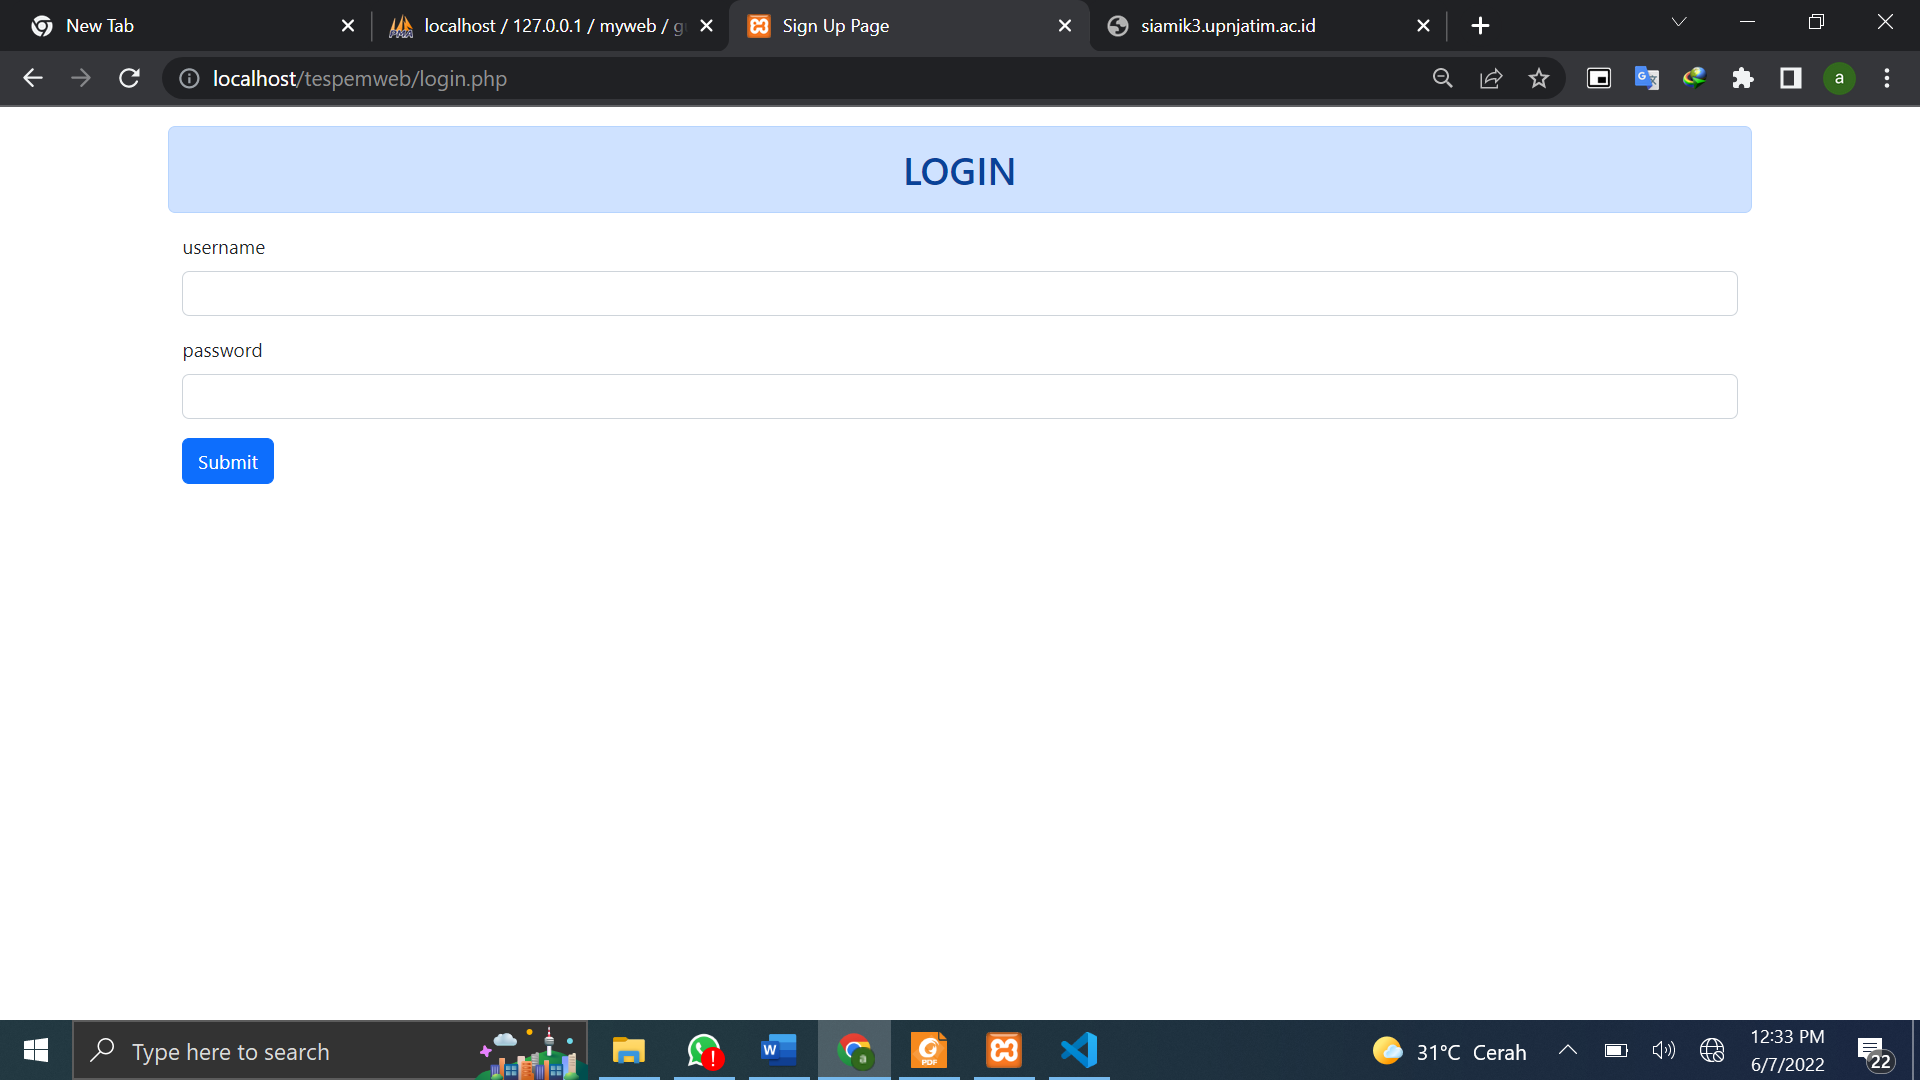 New Tab
localhost / 127.0.0.1 / myweb /
Sign Up Page
siamik3.upnjatim.ac.id
localhost/tespemweb/login.php
a
LOGIN
username
password
Submit
Type here to search
31°C Cerah
12:33 PM
6/7/2022
22